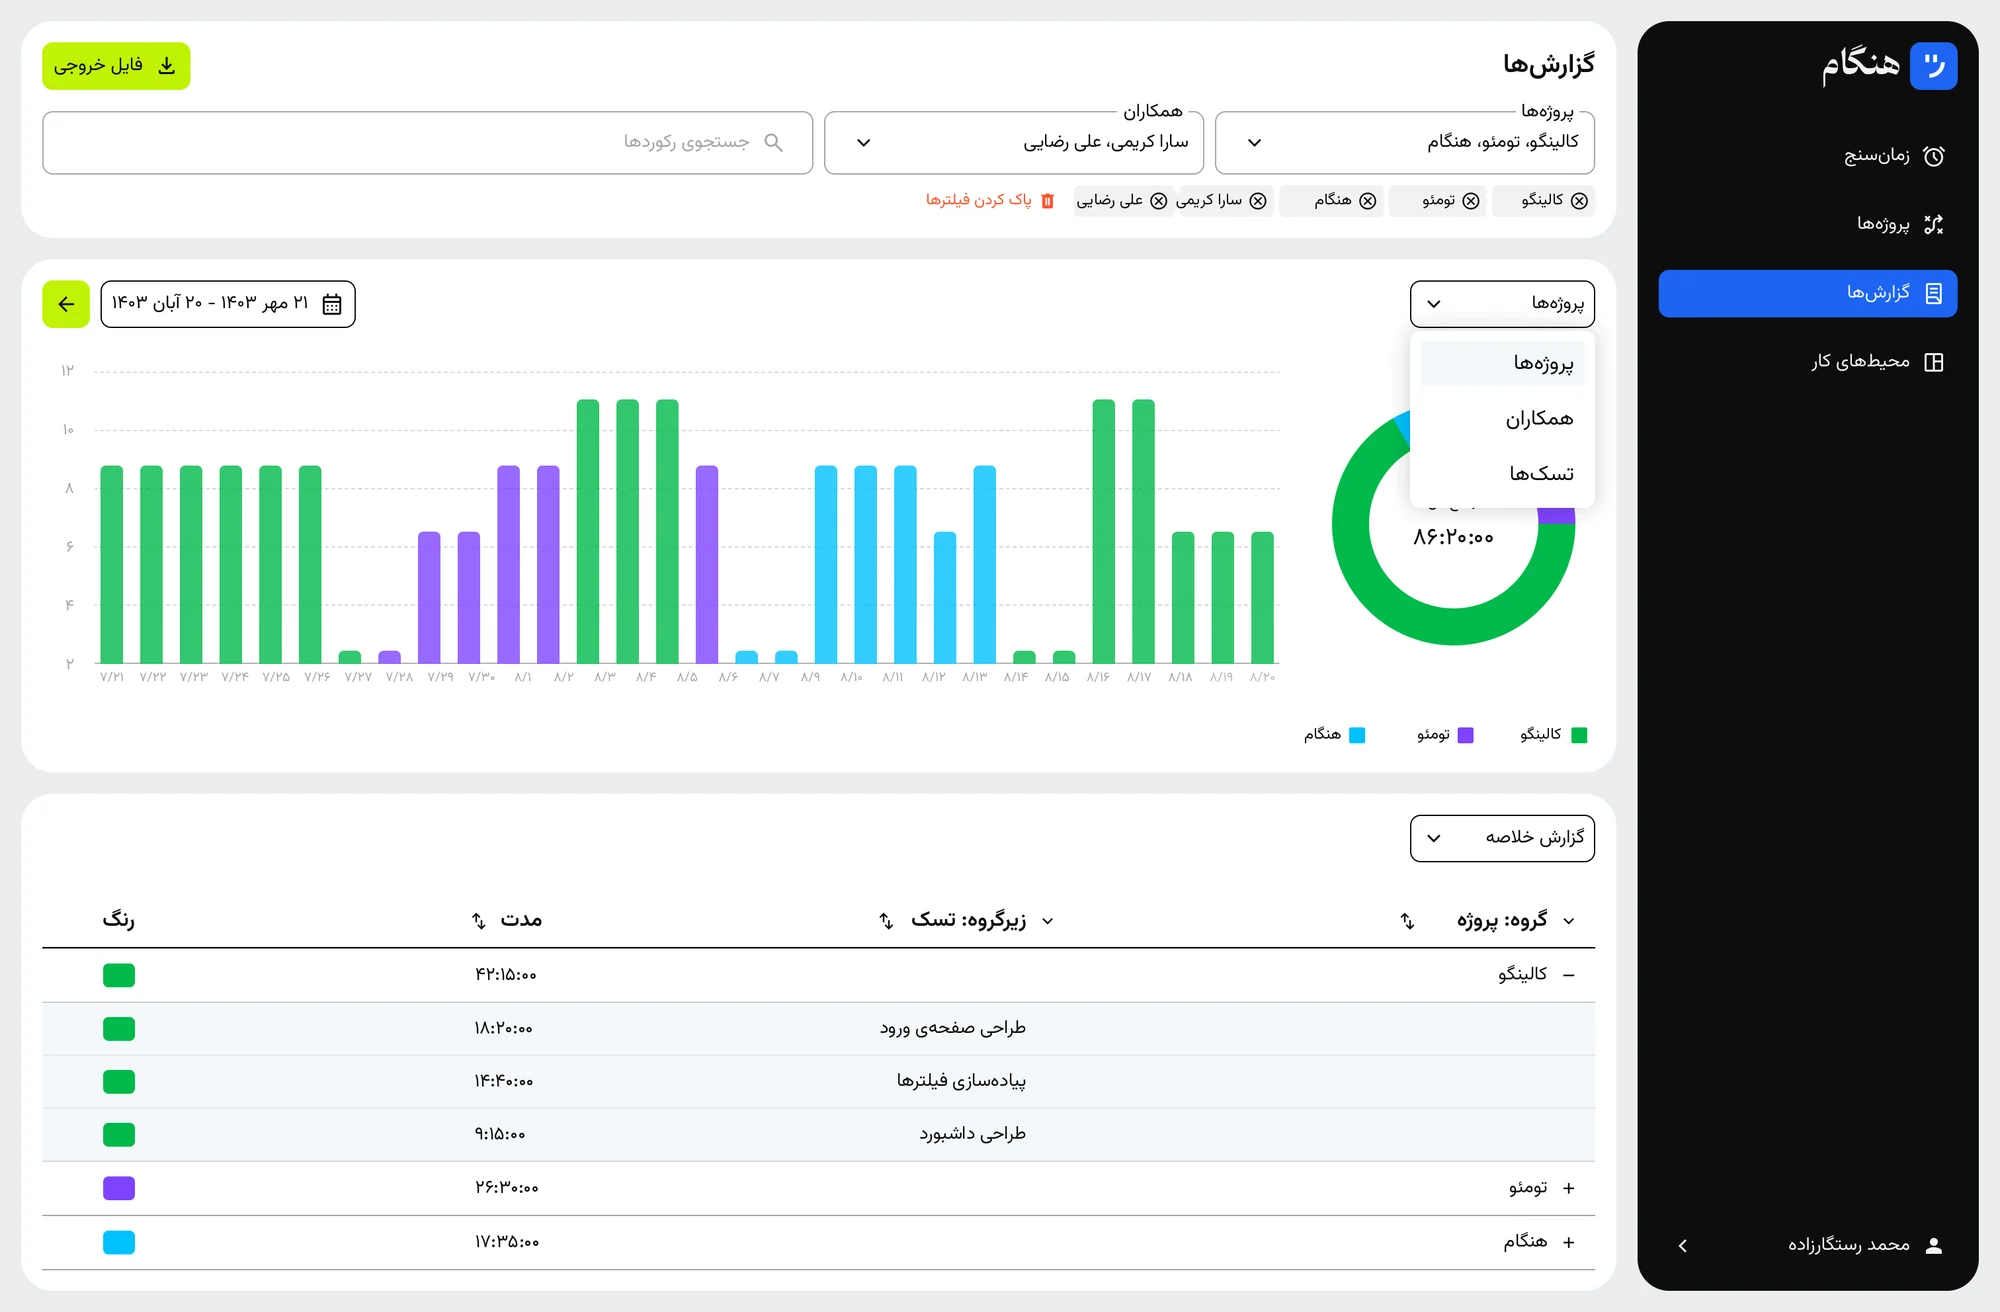 هنگام
زمان‌سنج
پروژه‌ها
گزارش‌ها
محیط‌های کار
محمد رستگارزاده
گزارش‌ها
فایل خروجی
پروژه‌ها
کالینگو، تومئو، هنگام
همکاران
سارا کریمی، علی رضایی
جستجوی رکوردها
کالینگو
تومئو
هنگام
سارا کریمی
علی رضایی
پاک کردن فیلترها
پروژه‌ها
۲۱ مهر ۱۴۰۳ - ۲۰ آبان ۱۴۰۳
پروژه‌ها
همکاران
تسک‌ها
۸۶:۲۰:۰۰
۱۲
۱۰
۸
۶
۴
۲
۷/۲۱ ۷/۲۲ ۷/۲۳ ۷/۲۴ ۷/۲۵ ۷/۲۶ ۷/۲۷ ۷/۲۸ ۷/۲۹ ۷/۳۰ ۸/۱ ۸/۲ ۸/۳ ۸/۴ ۸/۵ ۸/۶ ۸/۷ ۸/۹ ۸/۱۰ ۸/۱۱ ۸/۱۲ ۸/۱۳ ۸/۱۴ ۸/۱۵ ۸/۱۶ ۸/۱۷ ۸/۱۸ ۸/۱۹ ۸/۲۰
کالینگو
تومئو
هنگام
گزارش خلاصه
گروه: پروژه
زیرگروه: تسک
مدت
رنگ
کالینگو ۴۲:۱۵:۰۰
طراحی صفحه‌ی ورود ۱۸:۲۰:۰۰
پیاده‌سازی فیلترها ۱۴:۴۰:۰۰
طراحی داشبورد ۹:۱۵:۰۰
تومئو ۲۶:۳۰:۰۰
هنگام ۱۷:۳۵:۰۰